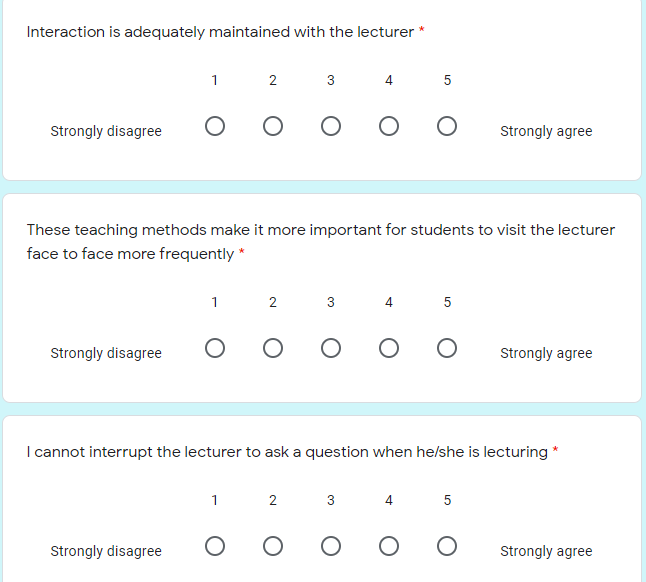 Interaction is adequately maintained with the lecturer *
1 2 3 4 5
Strongly disagree Strongly agree
These teaching methods make it more important for students to visit the lecturer
face to face more frequently *
1 2 3 4 5
Strongly disagree Strongly agree
I cannot interrupt the lecturer to ask a question when he/she is lecturing *
1 2 3 4 5
Strongly disagree Strongly agree